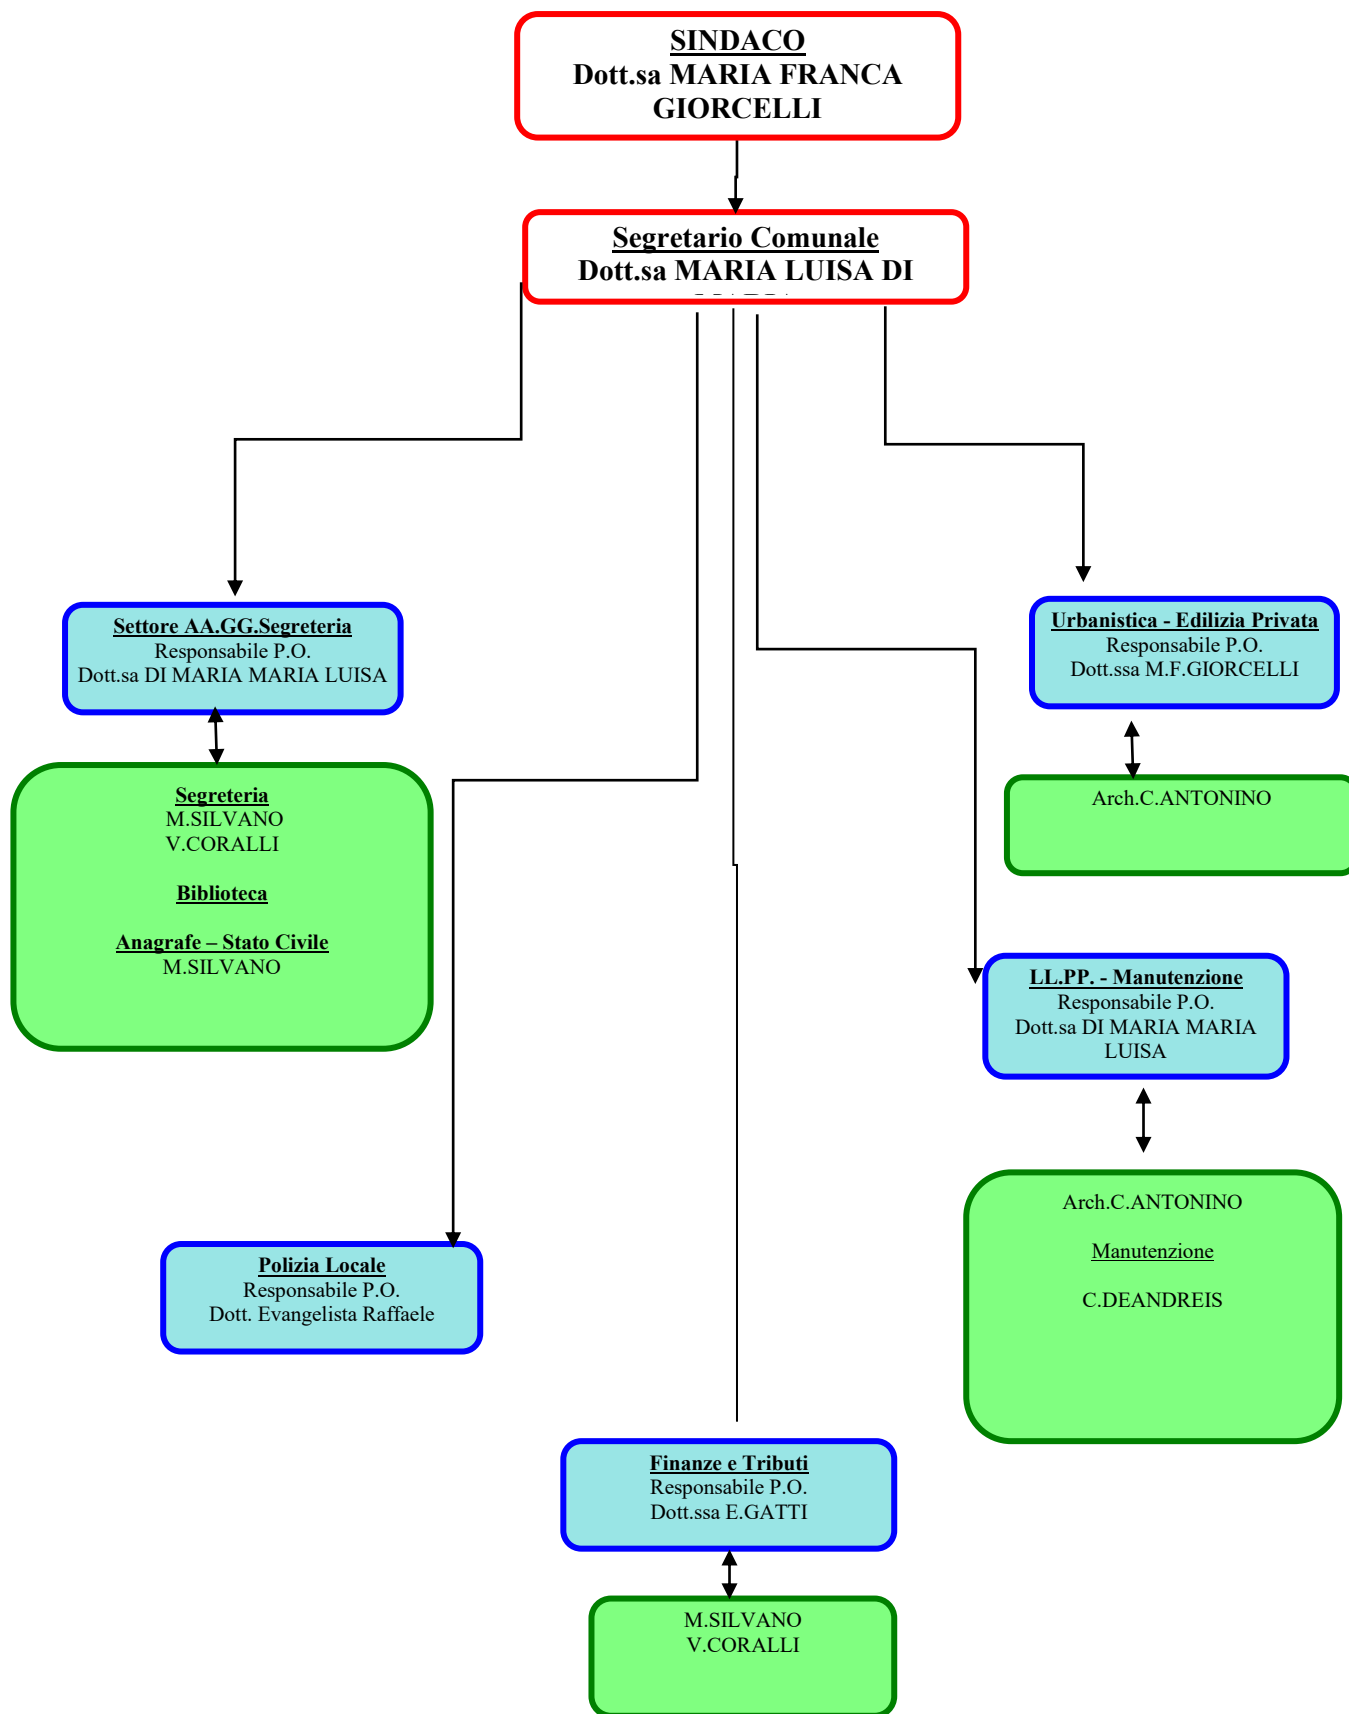 SINDACO
Dott.sa MARIA FRANCA
GIORCELLI
Segretario Comunale
Dott.sa MARIA LUISA DI
Settore AA.GG.Segreteria
Responsabile P.O.
Dott.sa DI MARIA MARIA LUISA
Urbanistica - Edilizia Privata
Responsabile P.O.
Dott.ssa M.F.GIORCELLI
Segreteria
M.SILVANO
V.CORALLI
Biblioteca
Anagrafe – Stato Civile
M.SILVANO
Arch.C.ANTONINO
LL.PP. - Manutenzione
Responsabile P.O.
Dott.sa DI MARIA MARIA
LUISA
Arch.C.ANTONINO
Manutenzione
C.DEANDREIS
Polizia Locale
Responsabile P.O.
Dott. Evangelista Raffaele
Finanze e Tributi
Responsabile P.O.
Dott.ssa E.GATTI
M.SILVANO
V.CORALLI